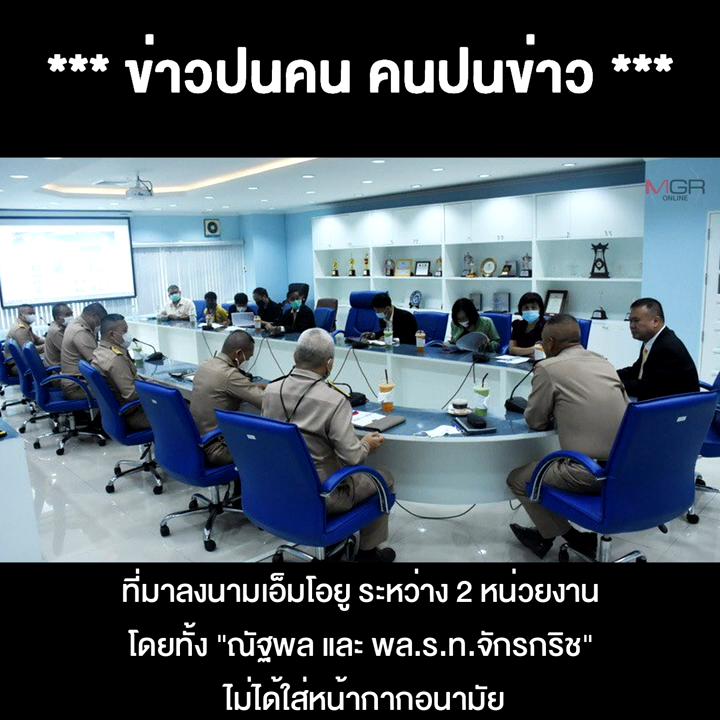 *** ข่าวปนคน คนปนข่าว ***
MGR
ONLINE
ที่มาลงนามเอ็มโอยู ระหว่าง 2 หน่วยงาน
โดยทั้ง "ณัฐพล และ พล.ร.ท.จักรกริช"
ไม่ได้ใส่หน้ากากอนามัย